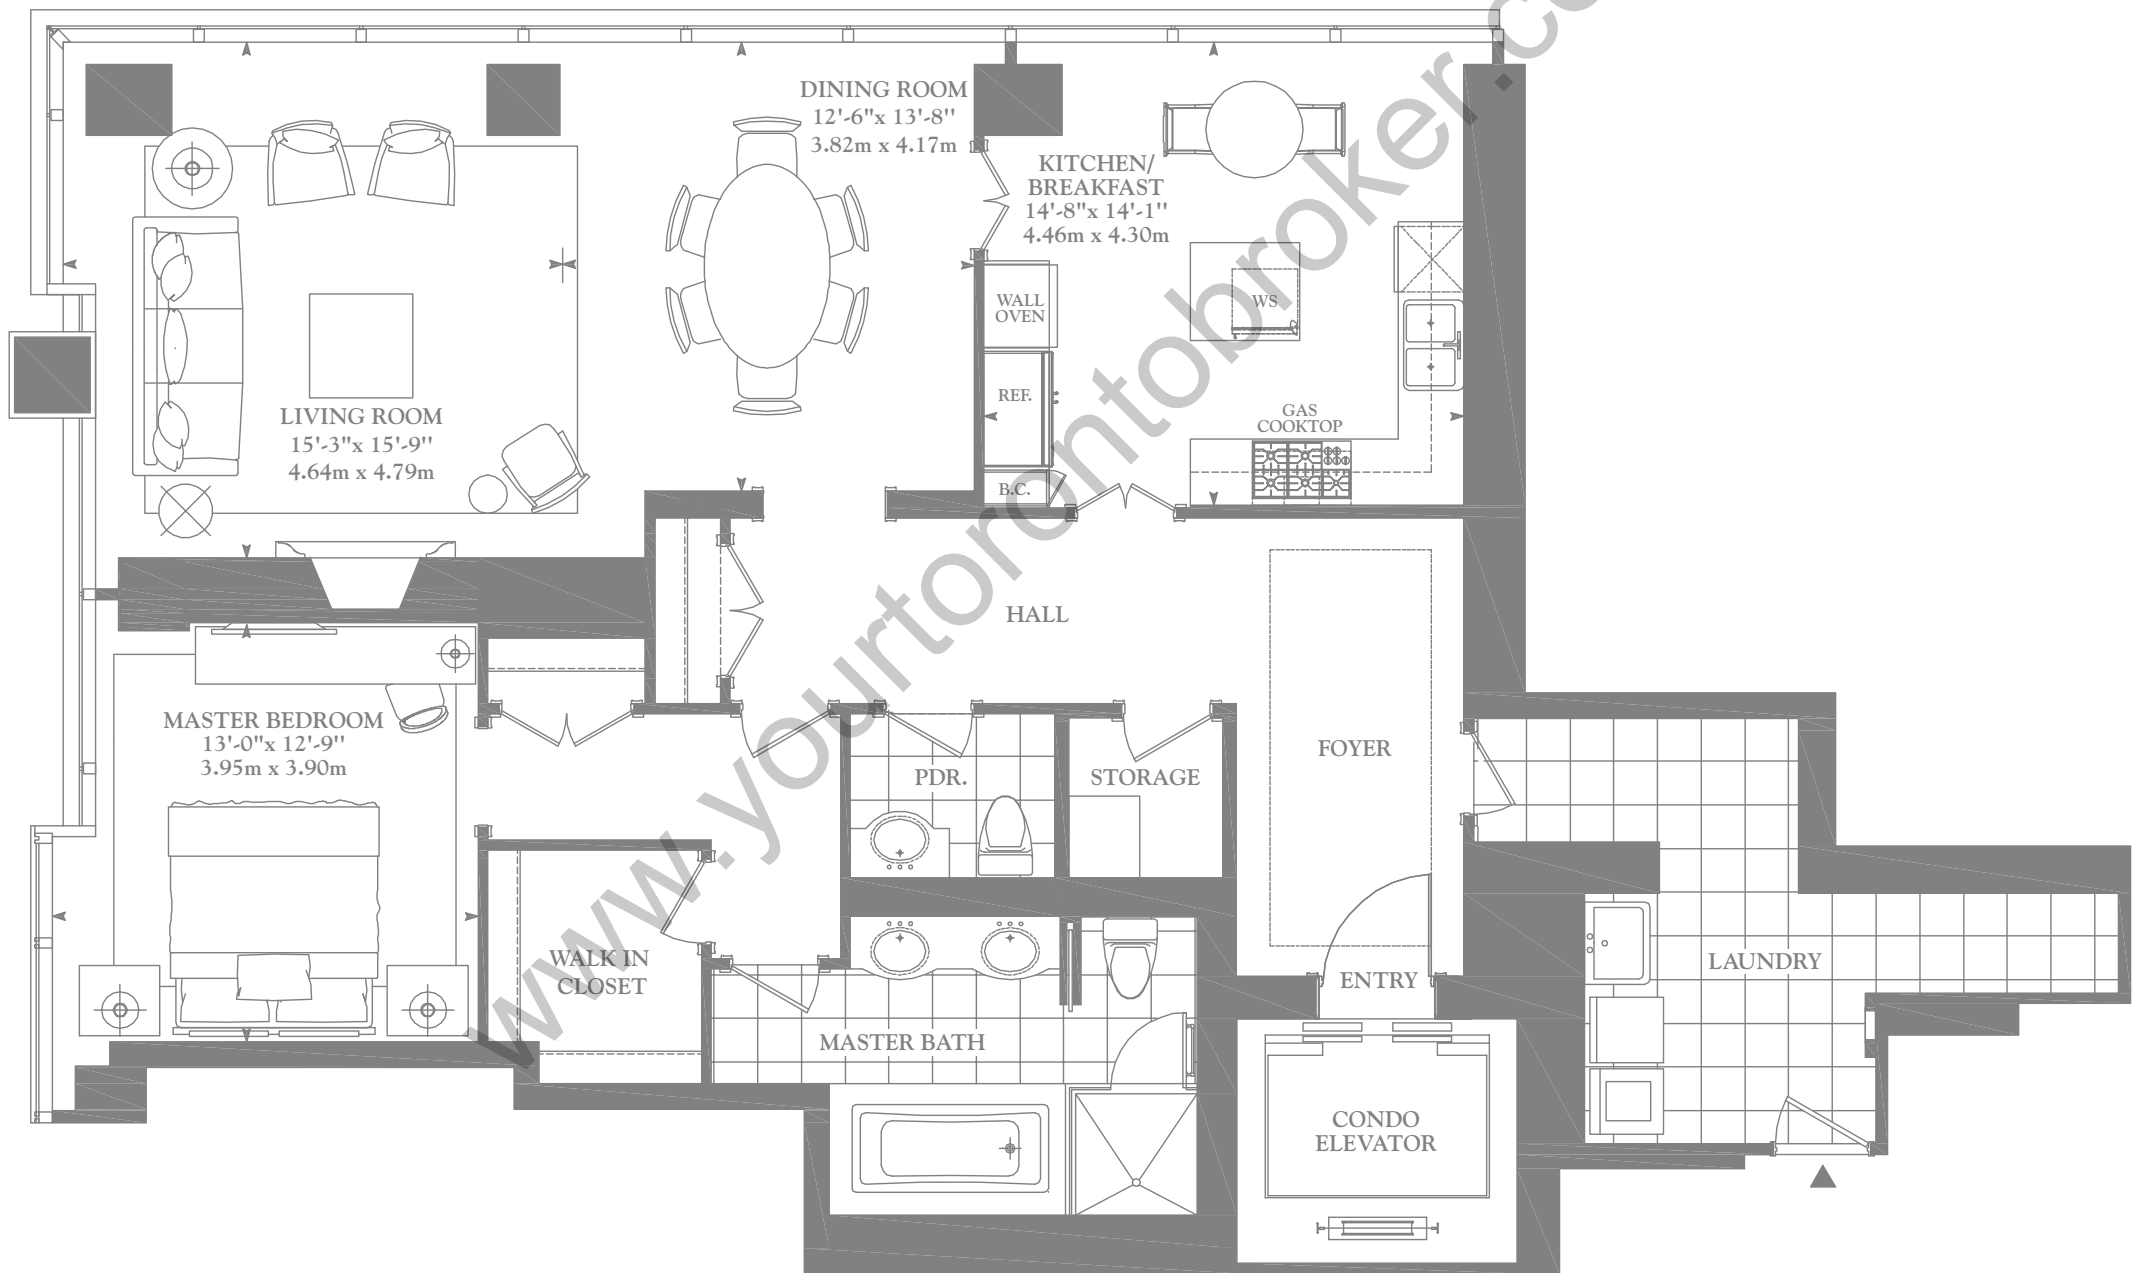 DINING ROOM
12'-6"x 13'-8"
3.82m x 4.17m
KITCHEN/
BREAKFAST
14'-8"x 14'-1"
4.46m x 4.30m
WALL
OVEN
WS
REF.
GAS
COOKTOP
B.C.
LIVING ROOM
15'-3"x 15'-9"
4.64m x 4.79m
HALL
MASTER BEDROOM
13'-0"x 12'-9"
3.95m x 3.90m
PDR.
STORAGE
FOYER
WALK IN
CLOSET
MASTER BATH
ENTRY
LAUNDRY
CONDO
ELEVATOR
www.yourtorontobroker.co